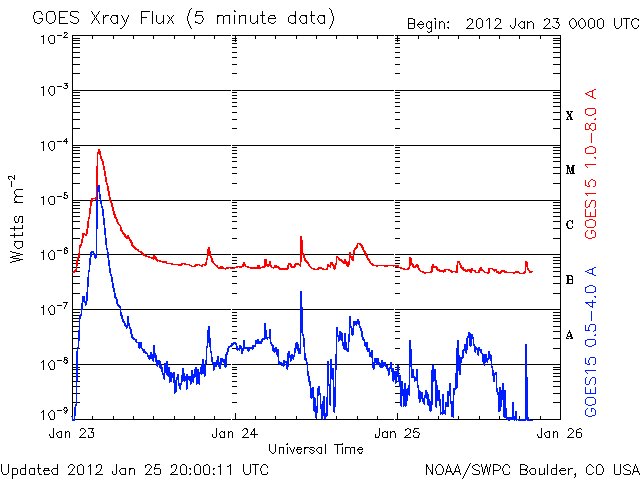 GOES Xray Flux (5 minute data)
Begin: 2012 Jan 23 0000 UTC
10-2
10-3
10-4
10-5
10-6
10-7
10-8
10-9
Watts m-2
X
M
C
B
A
GOES15 1.0-8.0 A
GOES15 0.5-4.0 A
Jan 23
Jan 24
Jan 25
Jan 26
Universal Time
Updated 2012 Jan 25 20:00:11 UTC
NOAA/SWPC Boulder, CO USA